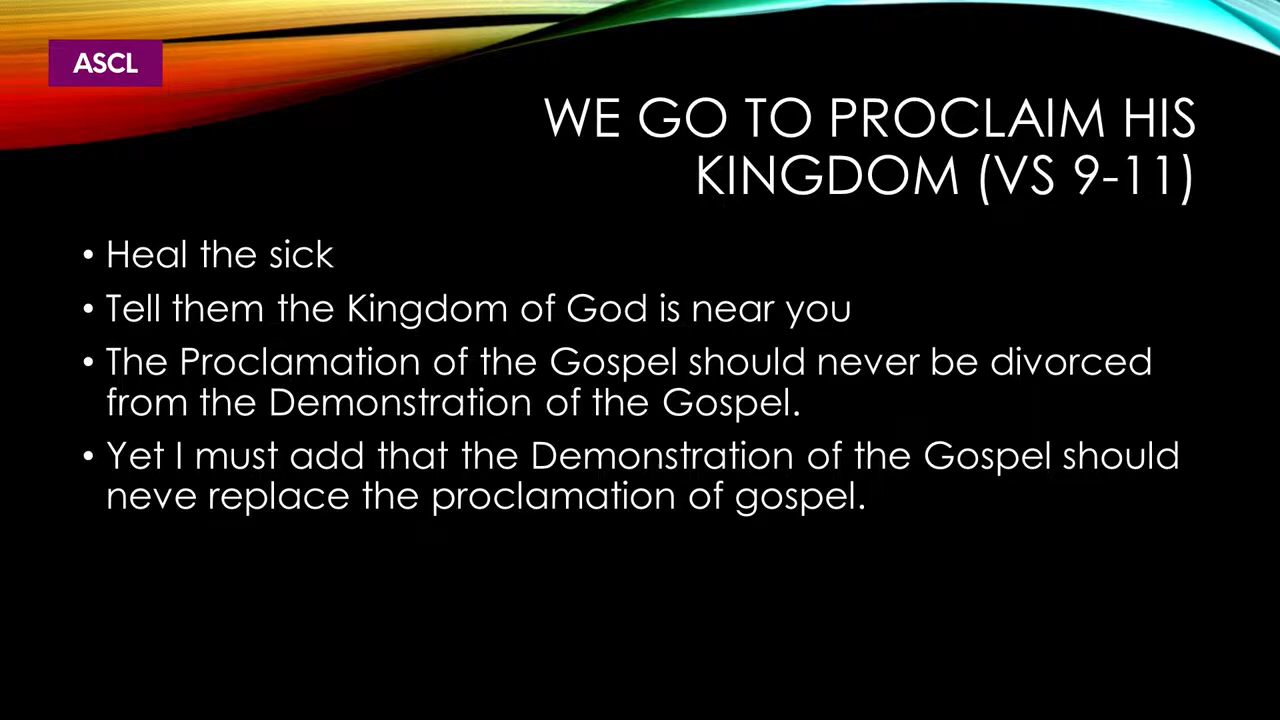 ASCL
WE GO TO PROCLAIM HIS
KINGDOM (VS 9-11)
• Heal the sick
• Tell them the Kingdom of God is near you
• The Proclamation of the Gospel should never be divorced
from the Demonstration of the Gospel.
• Yet I must add that the Demonstration of the Gospel should
neve replace the proclamation of gospel.